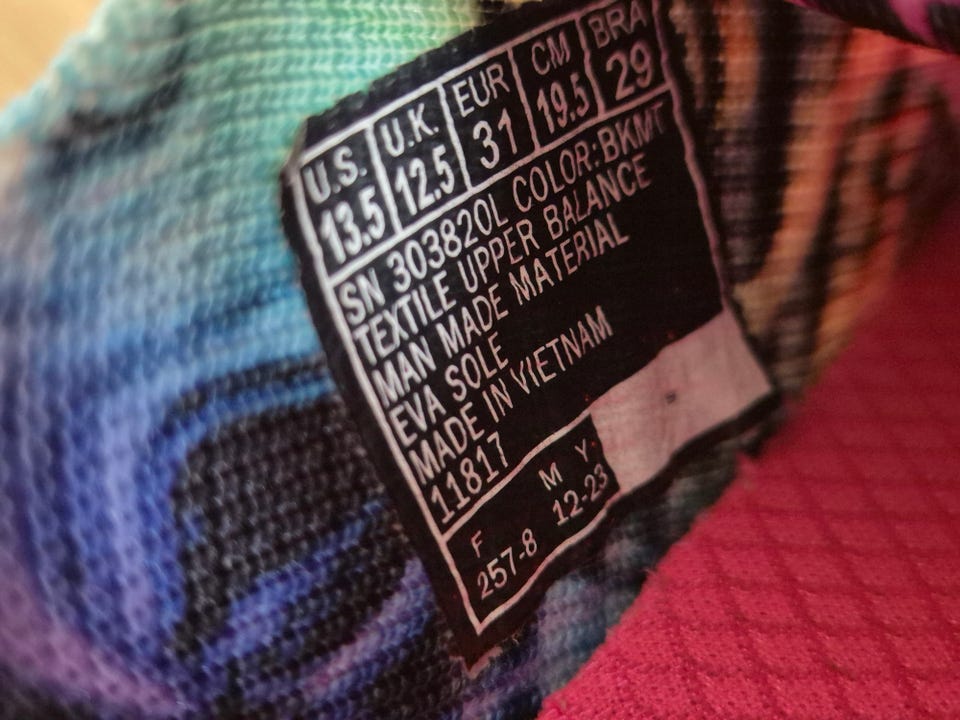 U.S. U.K. EUR CM BRA
13.5 12.5 31 19.5 29
SN 303820L COLOR:BKMT
TEXTILE UPPER BALANCE
MAN MADE MATERIAL
EVA SOLE
MADE IN VIETNAM
11817
F M Y
257-8 12-23